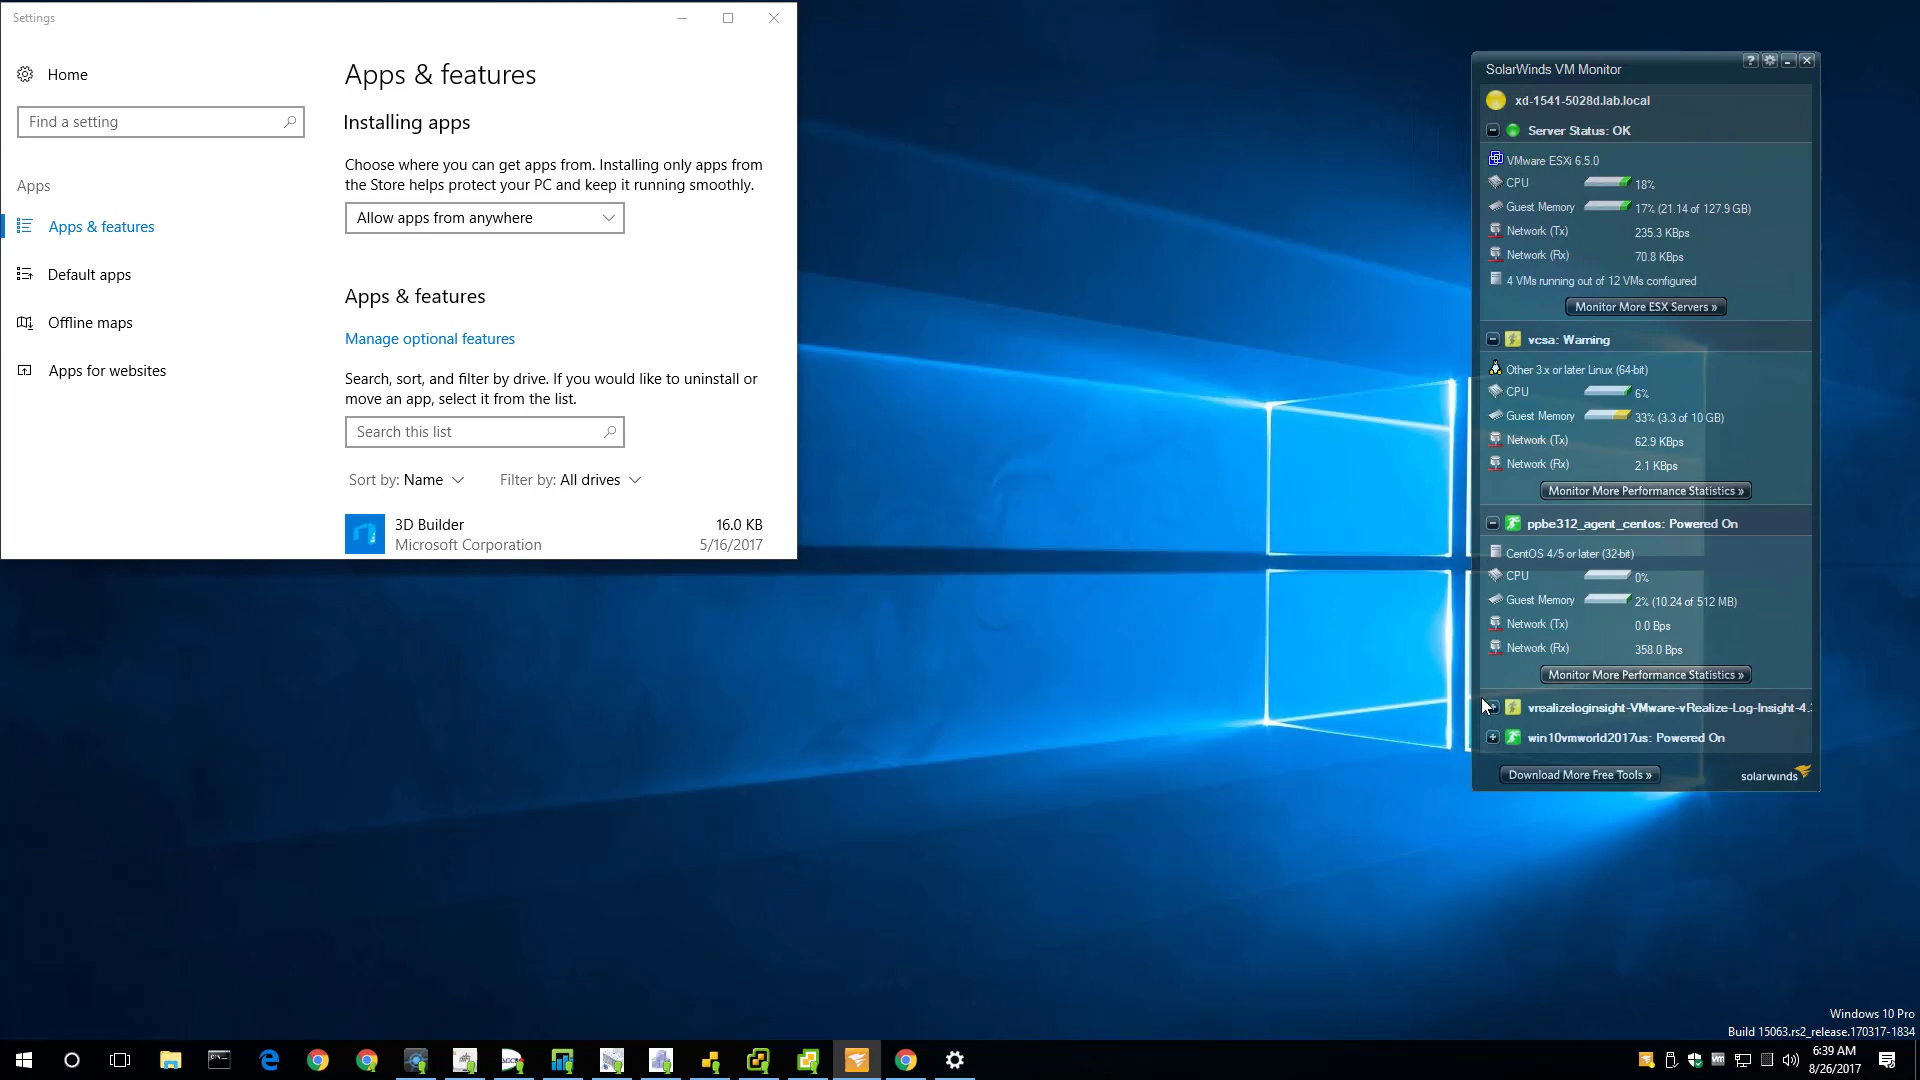 Settings
Home
Find a setting
Apps
Apps & features
Default apps
Offline maps
Apps for websites
Apps & features
Installing apps
Choose where you can get apps from. Installing only apps from
the Store helps protect your PC and keep it running smoothly.
Allow apps from anywhere
Apps & features
Manage optional features
Search, sort, and filter by drive. If you would like to uninstall or
move an app, select it from the list.
Search this list
Sort by: Name Filter by: All drives
3D Builder 16.0 KB
Microsoft Corporation 5/16/2017
SolarWinds VM Monitor
xd-1541-5028d.lab.local
Server Status: OK
VMware ESXi 6.5.0
CPU 18%
Guest Memory 17% (21.14 of 127.9 GB)
Network (Tx) 235.3 KBps
Network (Rx) 70.8 KBps
4 VMs running out of 12 VMs configured
Monitor More ESX Servers »
vcsa: Warning
Other 3.x or later Linux (64-bit)
CPU 6%
Guest Memory 33% (3.3 of 10 GB)
Network (Tx) 62.9 KBps
Network (Rx) 2.1 KBps
Monitor More Performance Statistics »
ppbe312_agent_centos: Powered On
CentOS 4/5 or later (32-bit)
CPU 0%
Guest Memory 2% (10.24 of 512 MB)
Network (Tx) 0.0 Bps
Network (Rx) 358.0 Bps
Monitor More Performance Statistics »
vrealizeloginsight-VMware-vRealize-Log-Insight-4.
win10vmworld2017us: Powered On
Download More Free Tools »
solarwinds
Windows 10 Pro
Build 15063.rs2_release.170317-1834
6:39 AM
8/26/2017